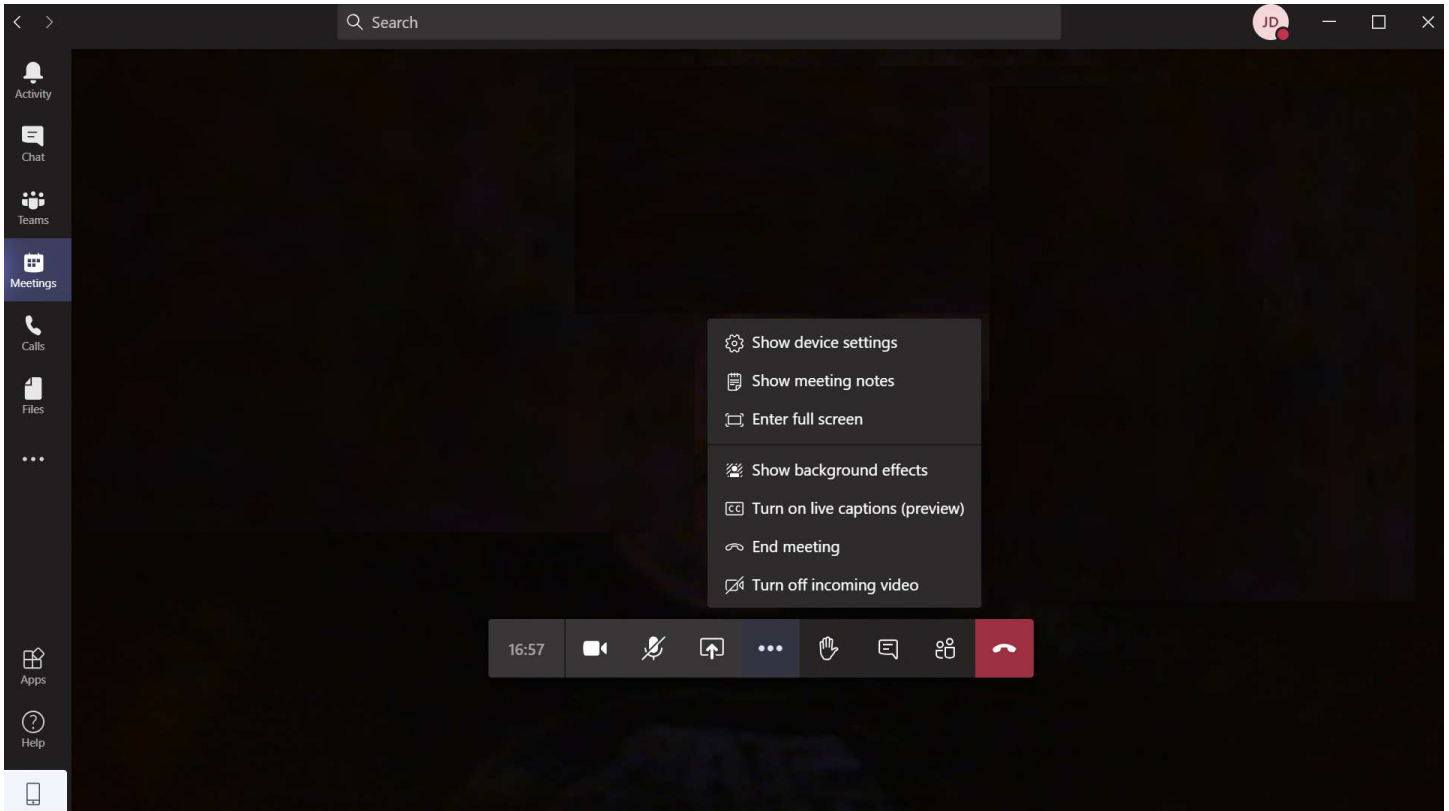 Search
JD
Activity
Chat
Teams
Meetings
Calls
Files
Apps
Help
Show device settings
Show meeting notes
Enter full screen
Show background effects
CC Turn on live captions (preview)
End meeting
Turn off incoming video
16:57